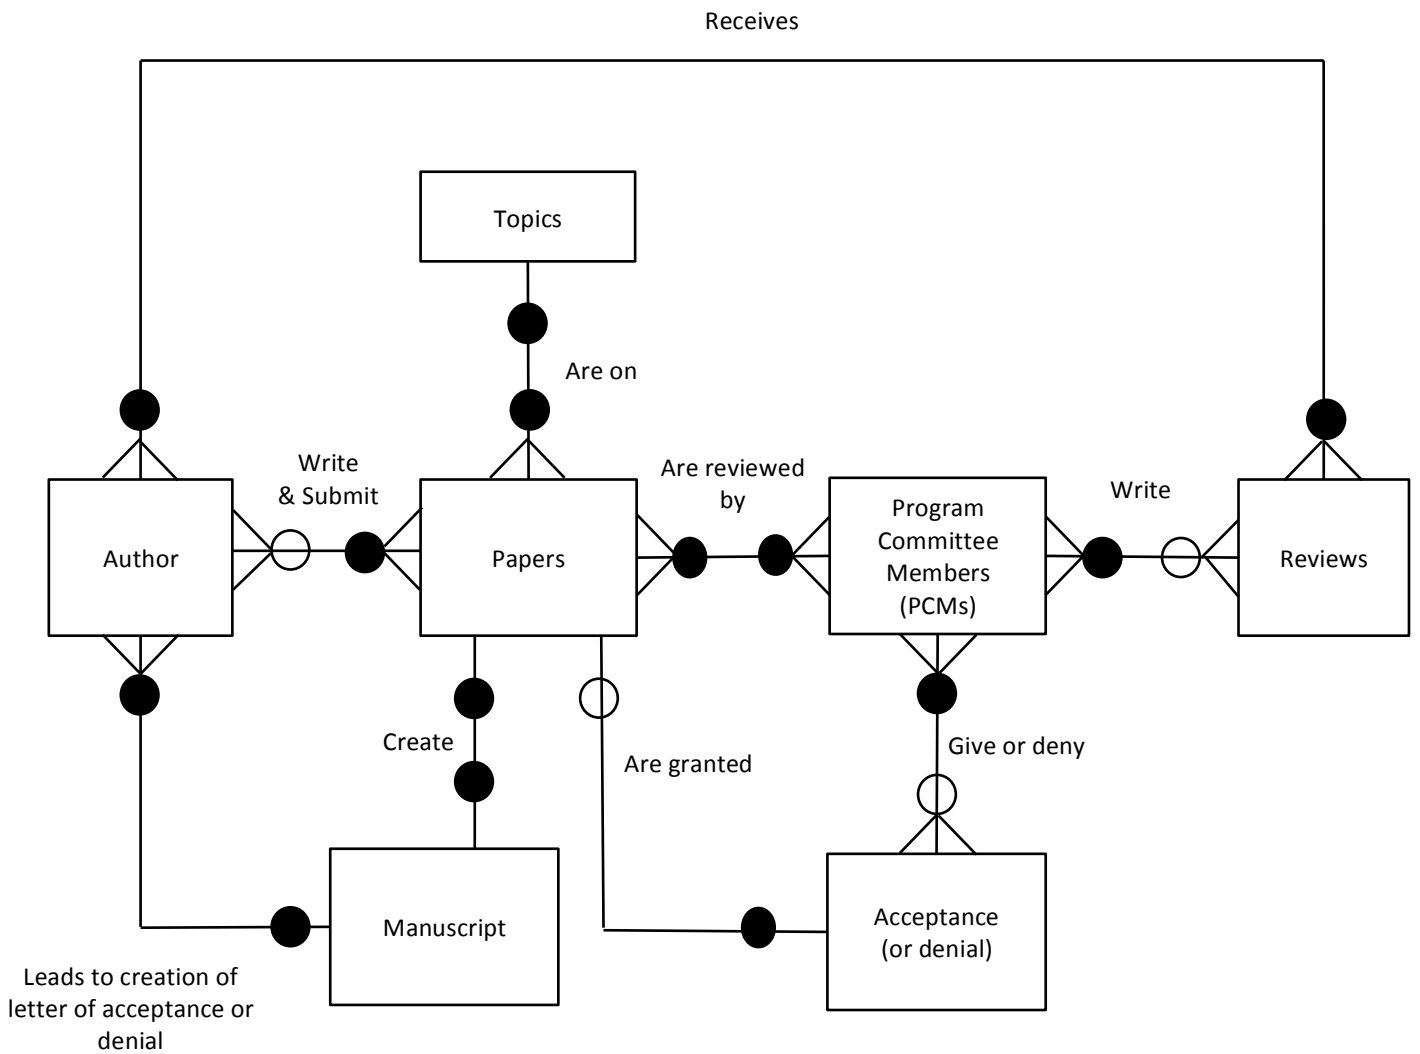 Receives
Topics
Are on
Write
& Submit
Are reviewed
by
Write
Author
Papers
Program
Committee
Members
(PCMs)
Reviews
Create
Are granted
Give or deny
Manuscript
Acceptance
(or denial)
Leads to creation of
letter of acceptance or
denial